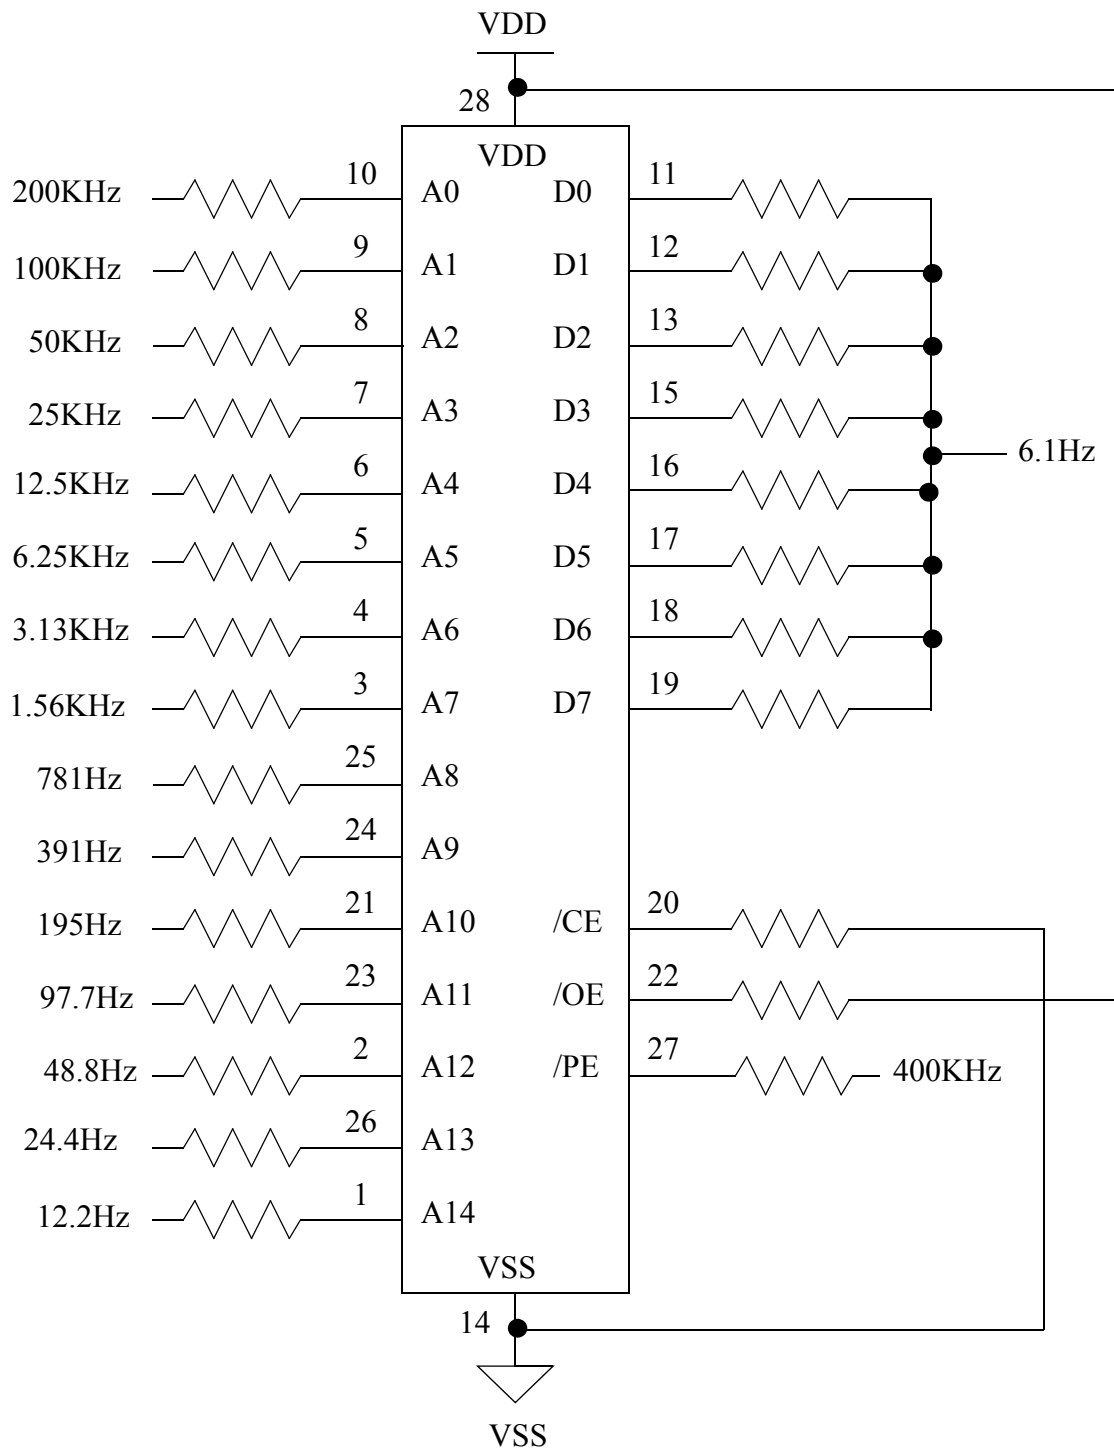 VDD
28
VDD
200KHz 10 A0 D0 11
100KHz 9 A1 D1 12
50KHz 8 A2 D2 13
25KHz 7 A3 D3 15
6.1Hz
12.5KHz 6 A4 D4 16
6.25KHz 5 A5 D5 17
3.13KHz 4 A6 D6 18
1.56KHz 3 A7 D7 19
781Hz 25 A8
391Hz 24 A9
195Hz 21 A10 /CE 20
97.7Hz 23 A11 /OE 22
48.8Hz 2 A12 /PE 27 400KHz
24.4Hz 26 A13
12.2Hz 1 A14
VSS
14
VSS